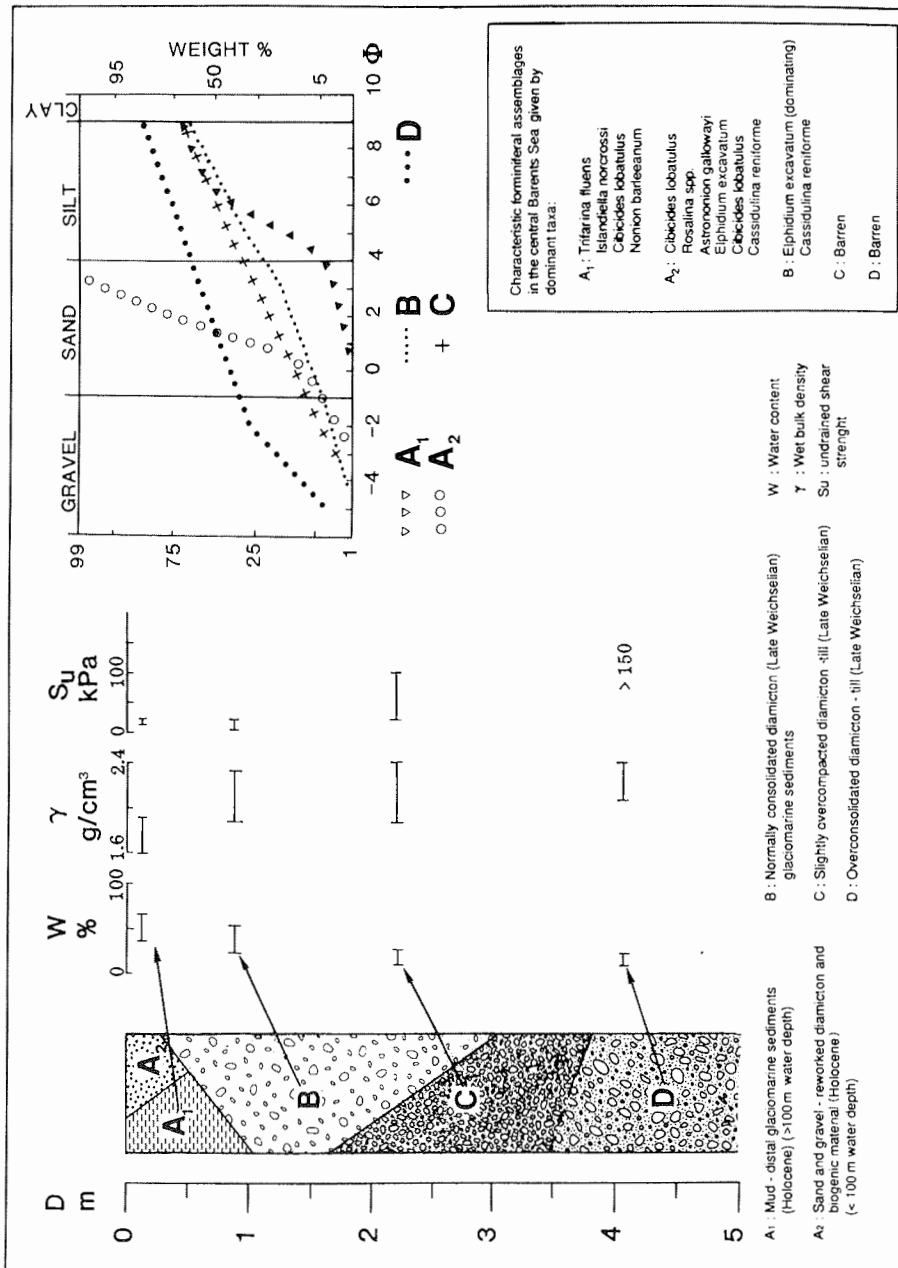 D
m
W
%
γ
g/cm³
Su
kPa
0 100
1.6 2.4
0 100
0
1
2
3
4
5
A
A₁
B
C
D
> 150
GRAVEL SAND SILT CLAY
WEIGHT %
99
75
25
1
95
50
5
-4 -2 0 2 4 6 8 10 Φ
A₁
A₂
B
C
D
A₁ : Mud - distal glaciomarine sediments
(Holocene) (>100 m water depth)
A₂ : Sand and gravel - reworked diamicton and
biogenic material (Holocene)
(< 100 m water depth)
B : Normally consolidated diamicton (Late Weichselian)
glaciomarine sediments
C : Slightly overcompacted diamicton -till (Late Weichselian)
D : Overconsolidated diamicton - till (Late Weichselian)
W : Water content
γ : Wet bulk density
Su : undrained shear
strenght
Characteristic forminiferal assemblages
in the central Barents Sea given by
dominant taxa:
A₁ : Trifarina fluens
Islandiella norcrossi
Cibicides lobatulus
Nonion barleeanum
A₂ : Cibicides lobatulus
Rosalina spp.
Astrononion gallowayi
Elphidium excavatum
Cibicides lobatulus
Cassidulina reniforme
B : Elphidium excavatum (dominating)
Cassidulina reniforme
C : Barren
D : Barren